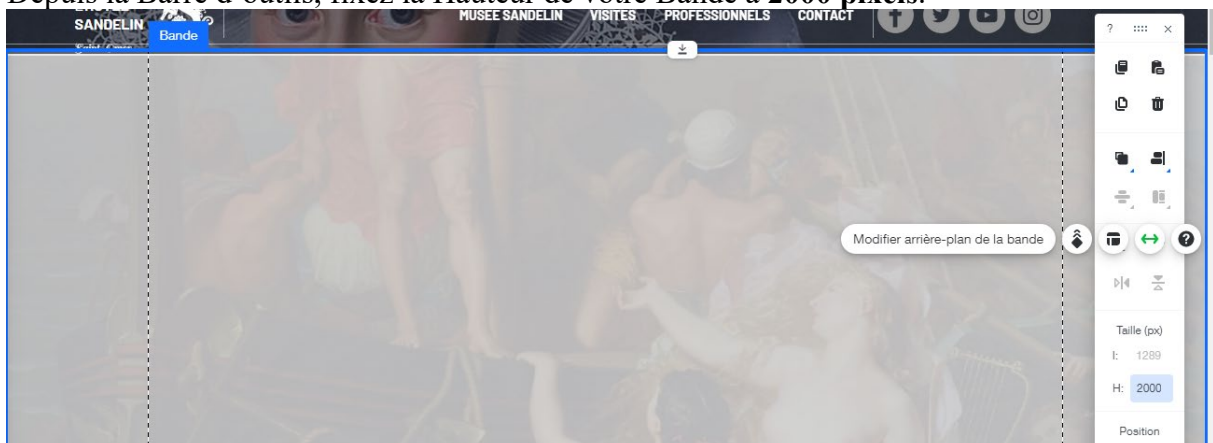 Depuis la Barre d'outils, fixez la Hauteur de votre Bande à 2000 pixels.
SANDELIN
MUSÉE SANDELIN VISITES PROFESSIONNELS CONTACT
Bande
?
Modifier arrière-plan de la bande
?
Taille (px)
l: 1289
H: 2000
Position